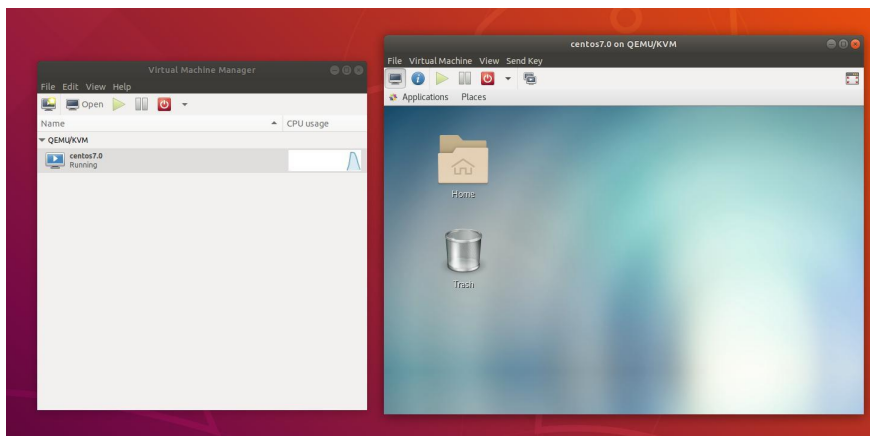 Virtual Machine Manager
File Edit View Help
Open
Name CPU usage
QEMU/KVM
centos7.0
Running
centos7.0 on QEMU/KVM
File Virtual Machine View Send Key
Applications Places
Home
Trash